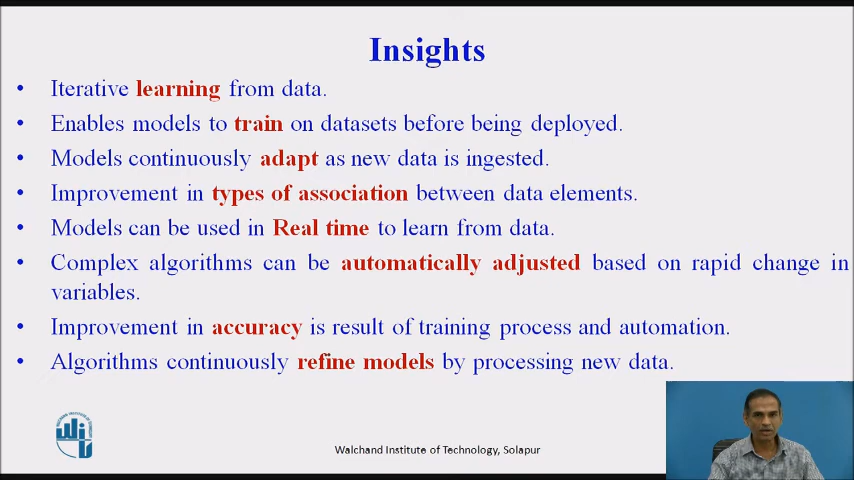 Insights
• Iterative learning from data.
• Enables models to train on datasets before being deployed.
• Models continuously adapt as new data is ingested.
• Improvement in types of association between data elements.
• Models can be used in Real time to learn from data.
• Complex algorithms can be automatically adjusted based on rapid change in
variables.
• Improvement in accuracy is result of training process and automation.
• Algorithms continuously refine models by processing new data.
Walchand Institute of Technology, Solapur